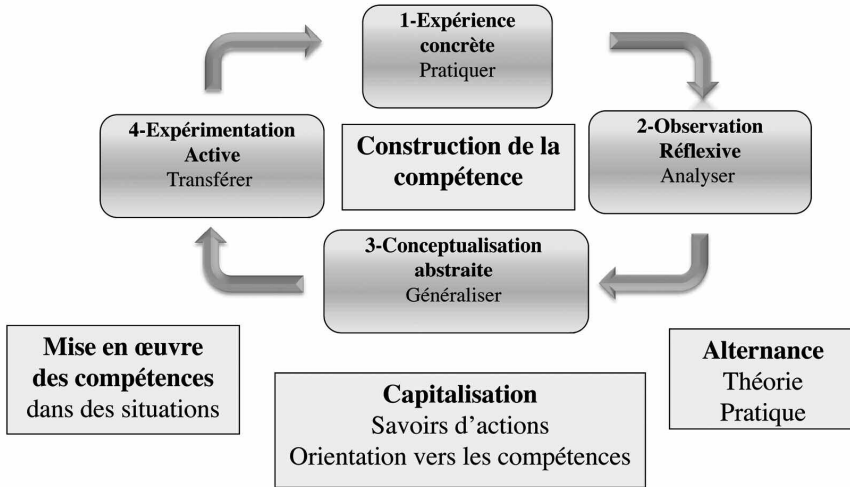 1-Expérience
concrète
Pratiquer
4-Expérimentation
Active
Transférer
Construction de la
compétence
2-Observation
Réflexive
Analyser
3-Conceptualisation
abstraite
Généraliser
Mise en œuvre
des compétences
dans des situations
Capitalisation
Savoirs d’actions
Orientation vers les compétences
Alternance
Théorie
Pratique